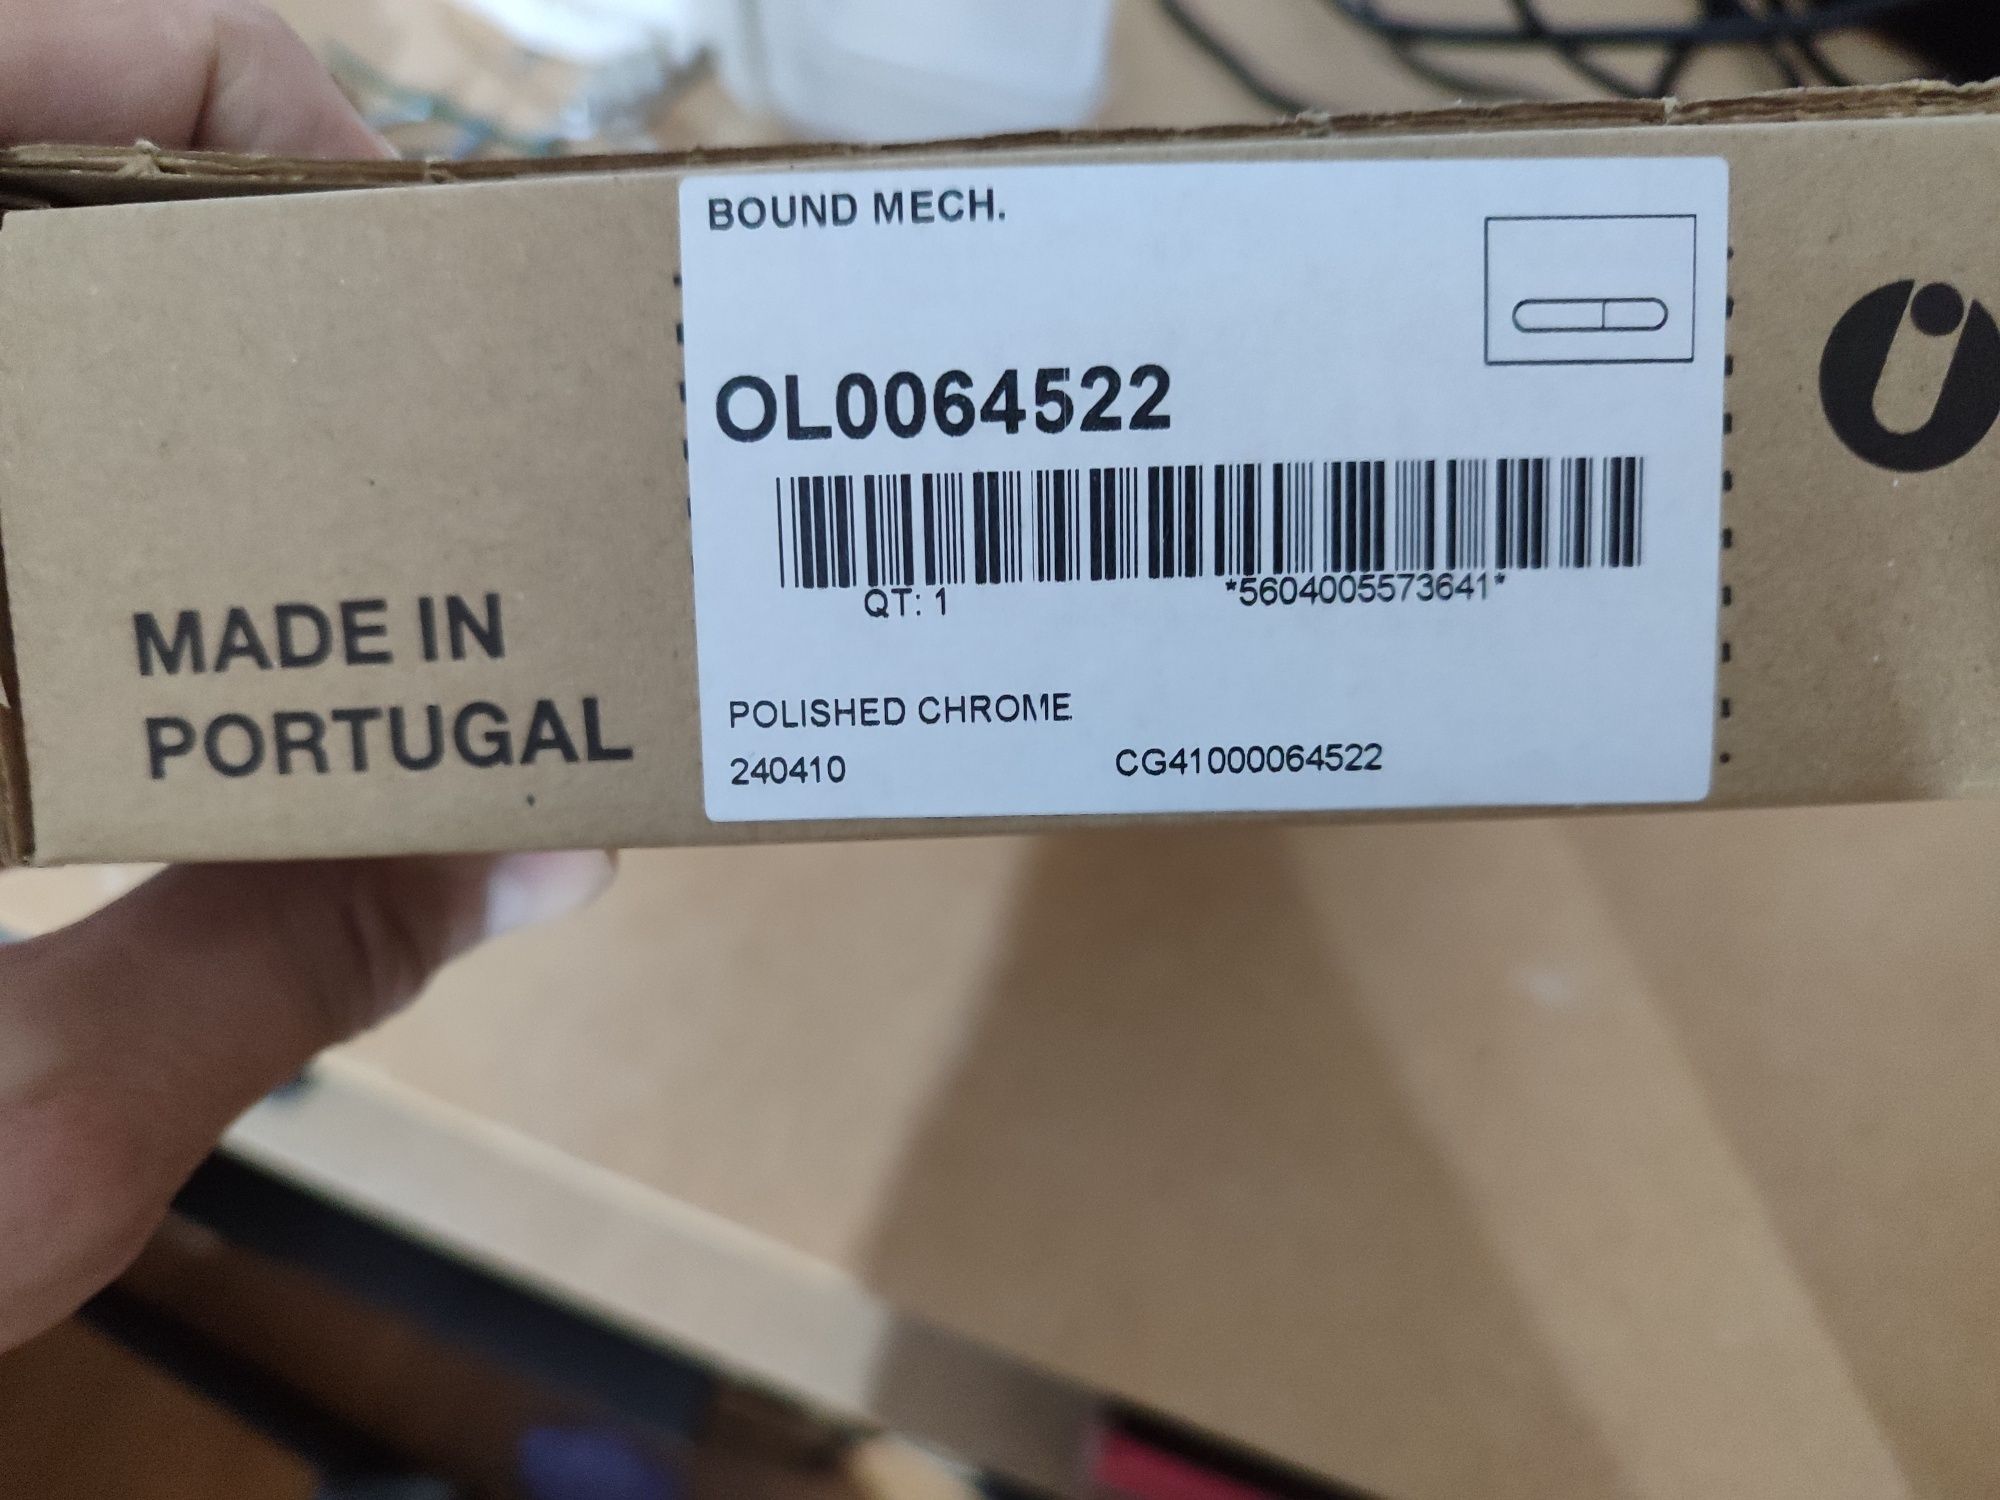 BOUND MECH.
OL0064522
QT: 1
*5604005573641*
MADE IN
PORTUGAL
POLISHED CHROME
240410
CG41000064522